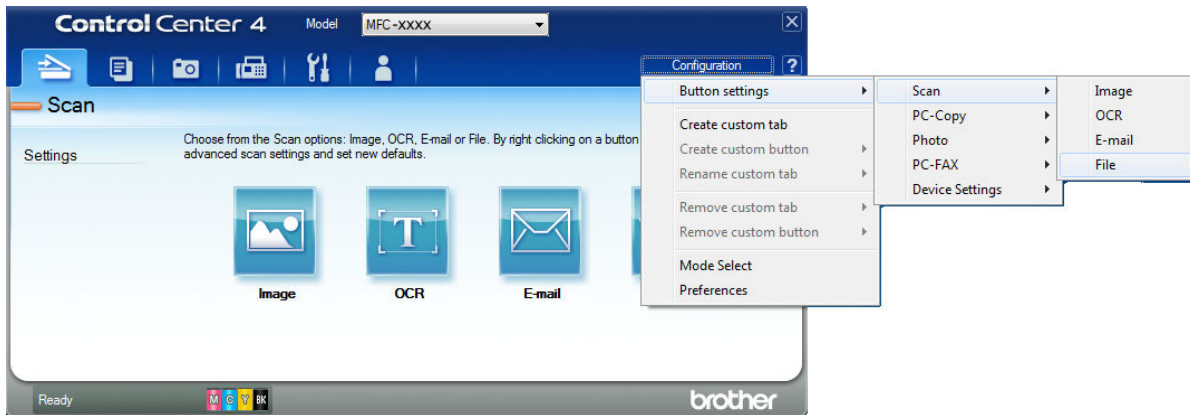 Control Center 4 Model MFC-XXXX
Configuration ?
Scan
Settings
Choose from the Scan options: Image, OCR, E-mail or File. By right clicking on a button
advanced scan settings and set new defaults.
T
Image OCR E-mail
Button settings
Create custom tab
Create custom button
Rename custom tab
Remove custom tab
Remove custom button
Mode Select
Preferences
Scan
PC-Copy
Photo
PC-FAX
Device Settings
Image
OCR
E-mail
File
Ready M C Y BK brother